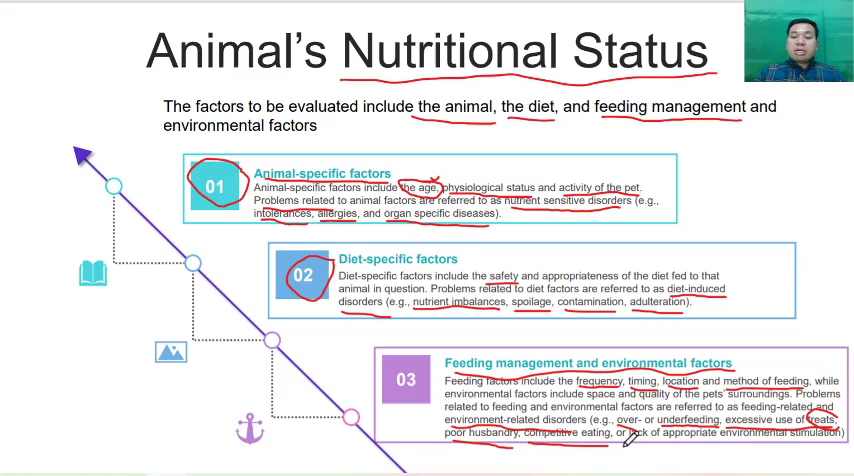 Animal's Nutritional Status
The factors to be evaluated include the animal, the diet, and feeding management and
environmental factors
01
Animal-specific factors
Animal-specific factors include the age, physiological status and activity of the pet.
Problems related to animal factors are referred to as nutrient sensitive disorders (e.g.,
intolerances, allergies, and organ specific diseases).
02
Diet-specific factors
Diet-specific factors include the safety and appropriateness of the diet fed to that
animal in question. Problems related to diet factors are referred to as diet-induced
disorders (e.g., nutrient imbalances, spoilage, contamination, adulteration).
03
Feeding management and environmental factors
Feeding factors include the frequency, timing, location and method of feeding, while
environmental factors include space and quality of the pets' surroundings. Problems
related to feeding and environmental factors are referred to as feeding-related and
environment-related disorders (e.g., over- or underfeeding, excessive use of treats,
poor husbandry, competitive eating, or lack of appropriate environmental stimulation)